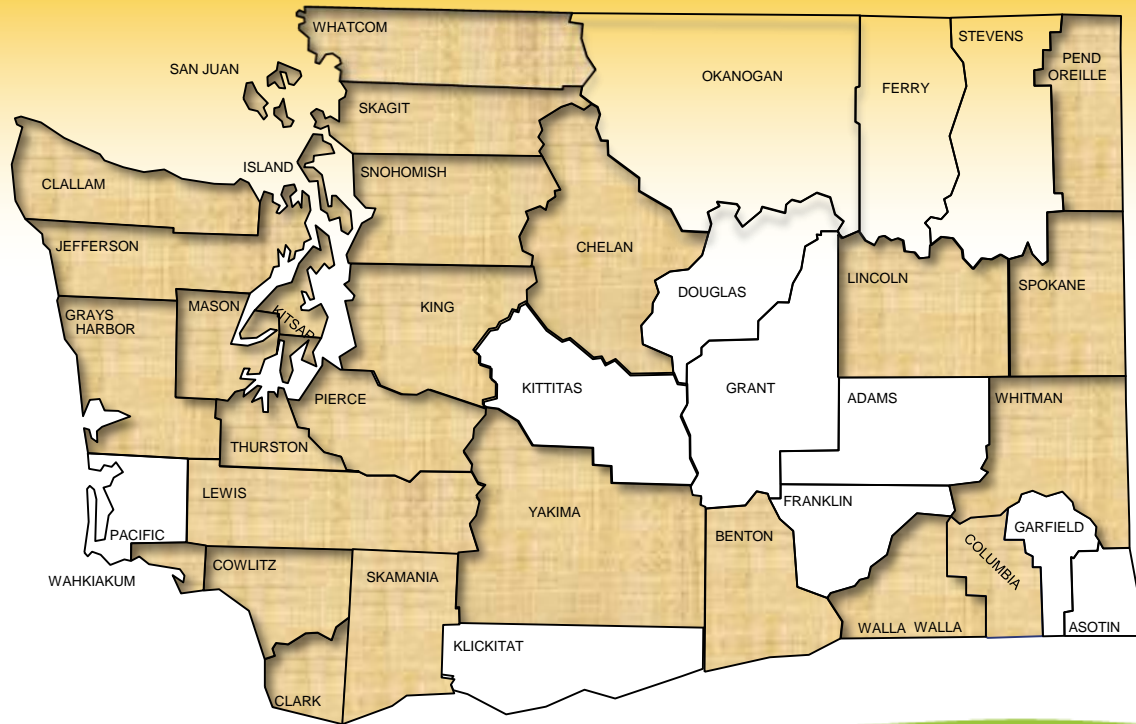 WHATCOM
STEVENS
SAN JUAN
PEND
OREILLE
OKANOGAN
FERRY
SKAGIT
ISLAND
SNOHOMISH
CLALLAM
JEFFERSON
CHELAN
LINCOLN
SPOKANE
DOUGLAS
MASON
KING
GRAYS
HARBOR
KITSAP
KITTITAS
GRANT
ADAMS
WHITMAN
PIERCE
THURSTON
LEWIS
FRANKLIN
YAKIMA
GARFIELD
PACIFIC
BENTON
COLUMBIA
COWLITZ
SKAMANIA
WAHKIAKUM
WALLA WALLA
ASOTIN
KLICKITAT
CLARK